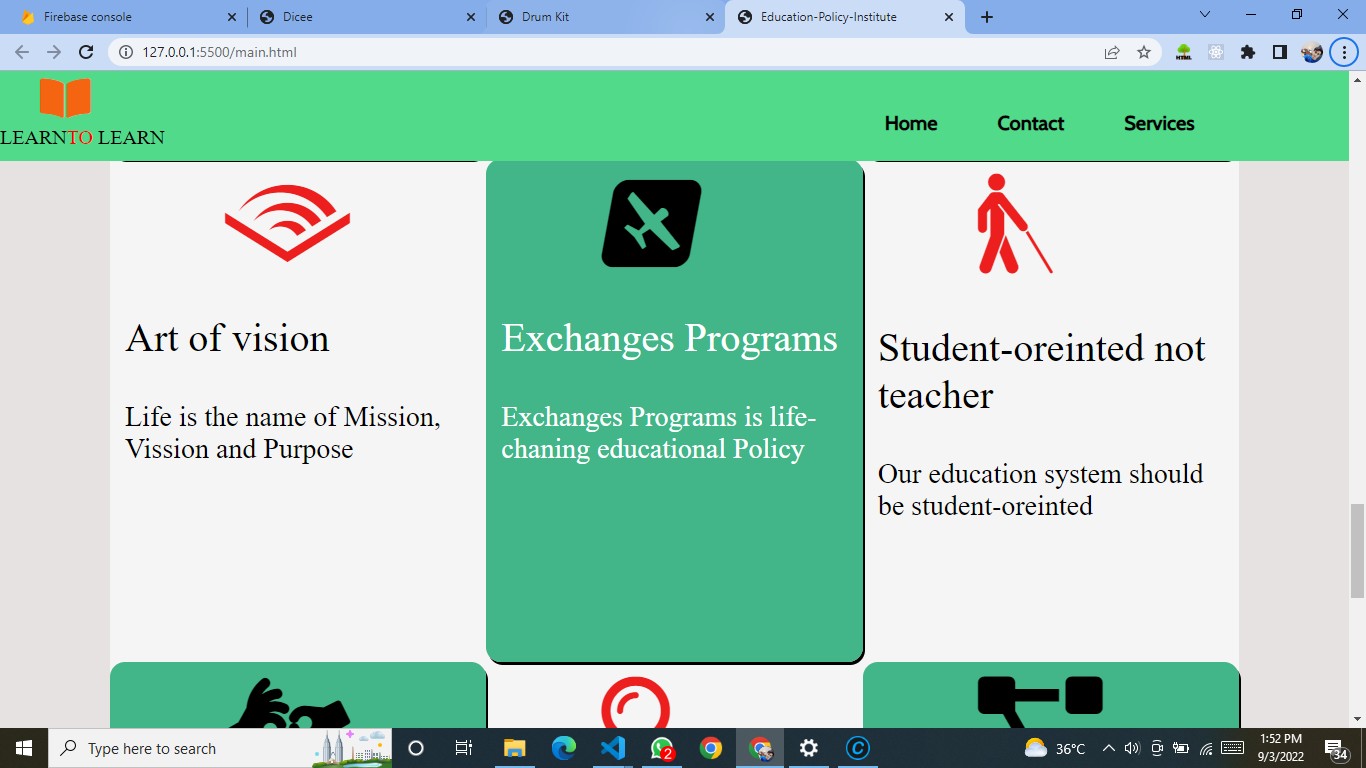 Firebase console
Dicee
Drum Kit
Education-Policy-Institute
127.0.0.1:5500/main.html
HTML
LEARNTO LEARN
Home
Contact
Services
Art of vision
Life is the name of Mission,
Vission and Purpose
Exchanges Programs
Exchanges Programs is life-
chaning educational Policy
Student-oreinted not
teacher
Our education system should
be student-oreinted
Type here to search
2
C
36°C
1:52 PM
9/3/2022
34